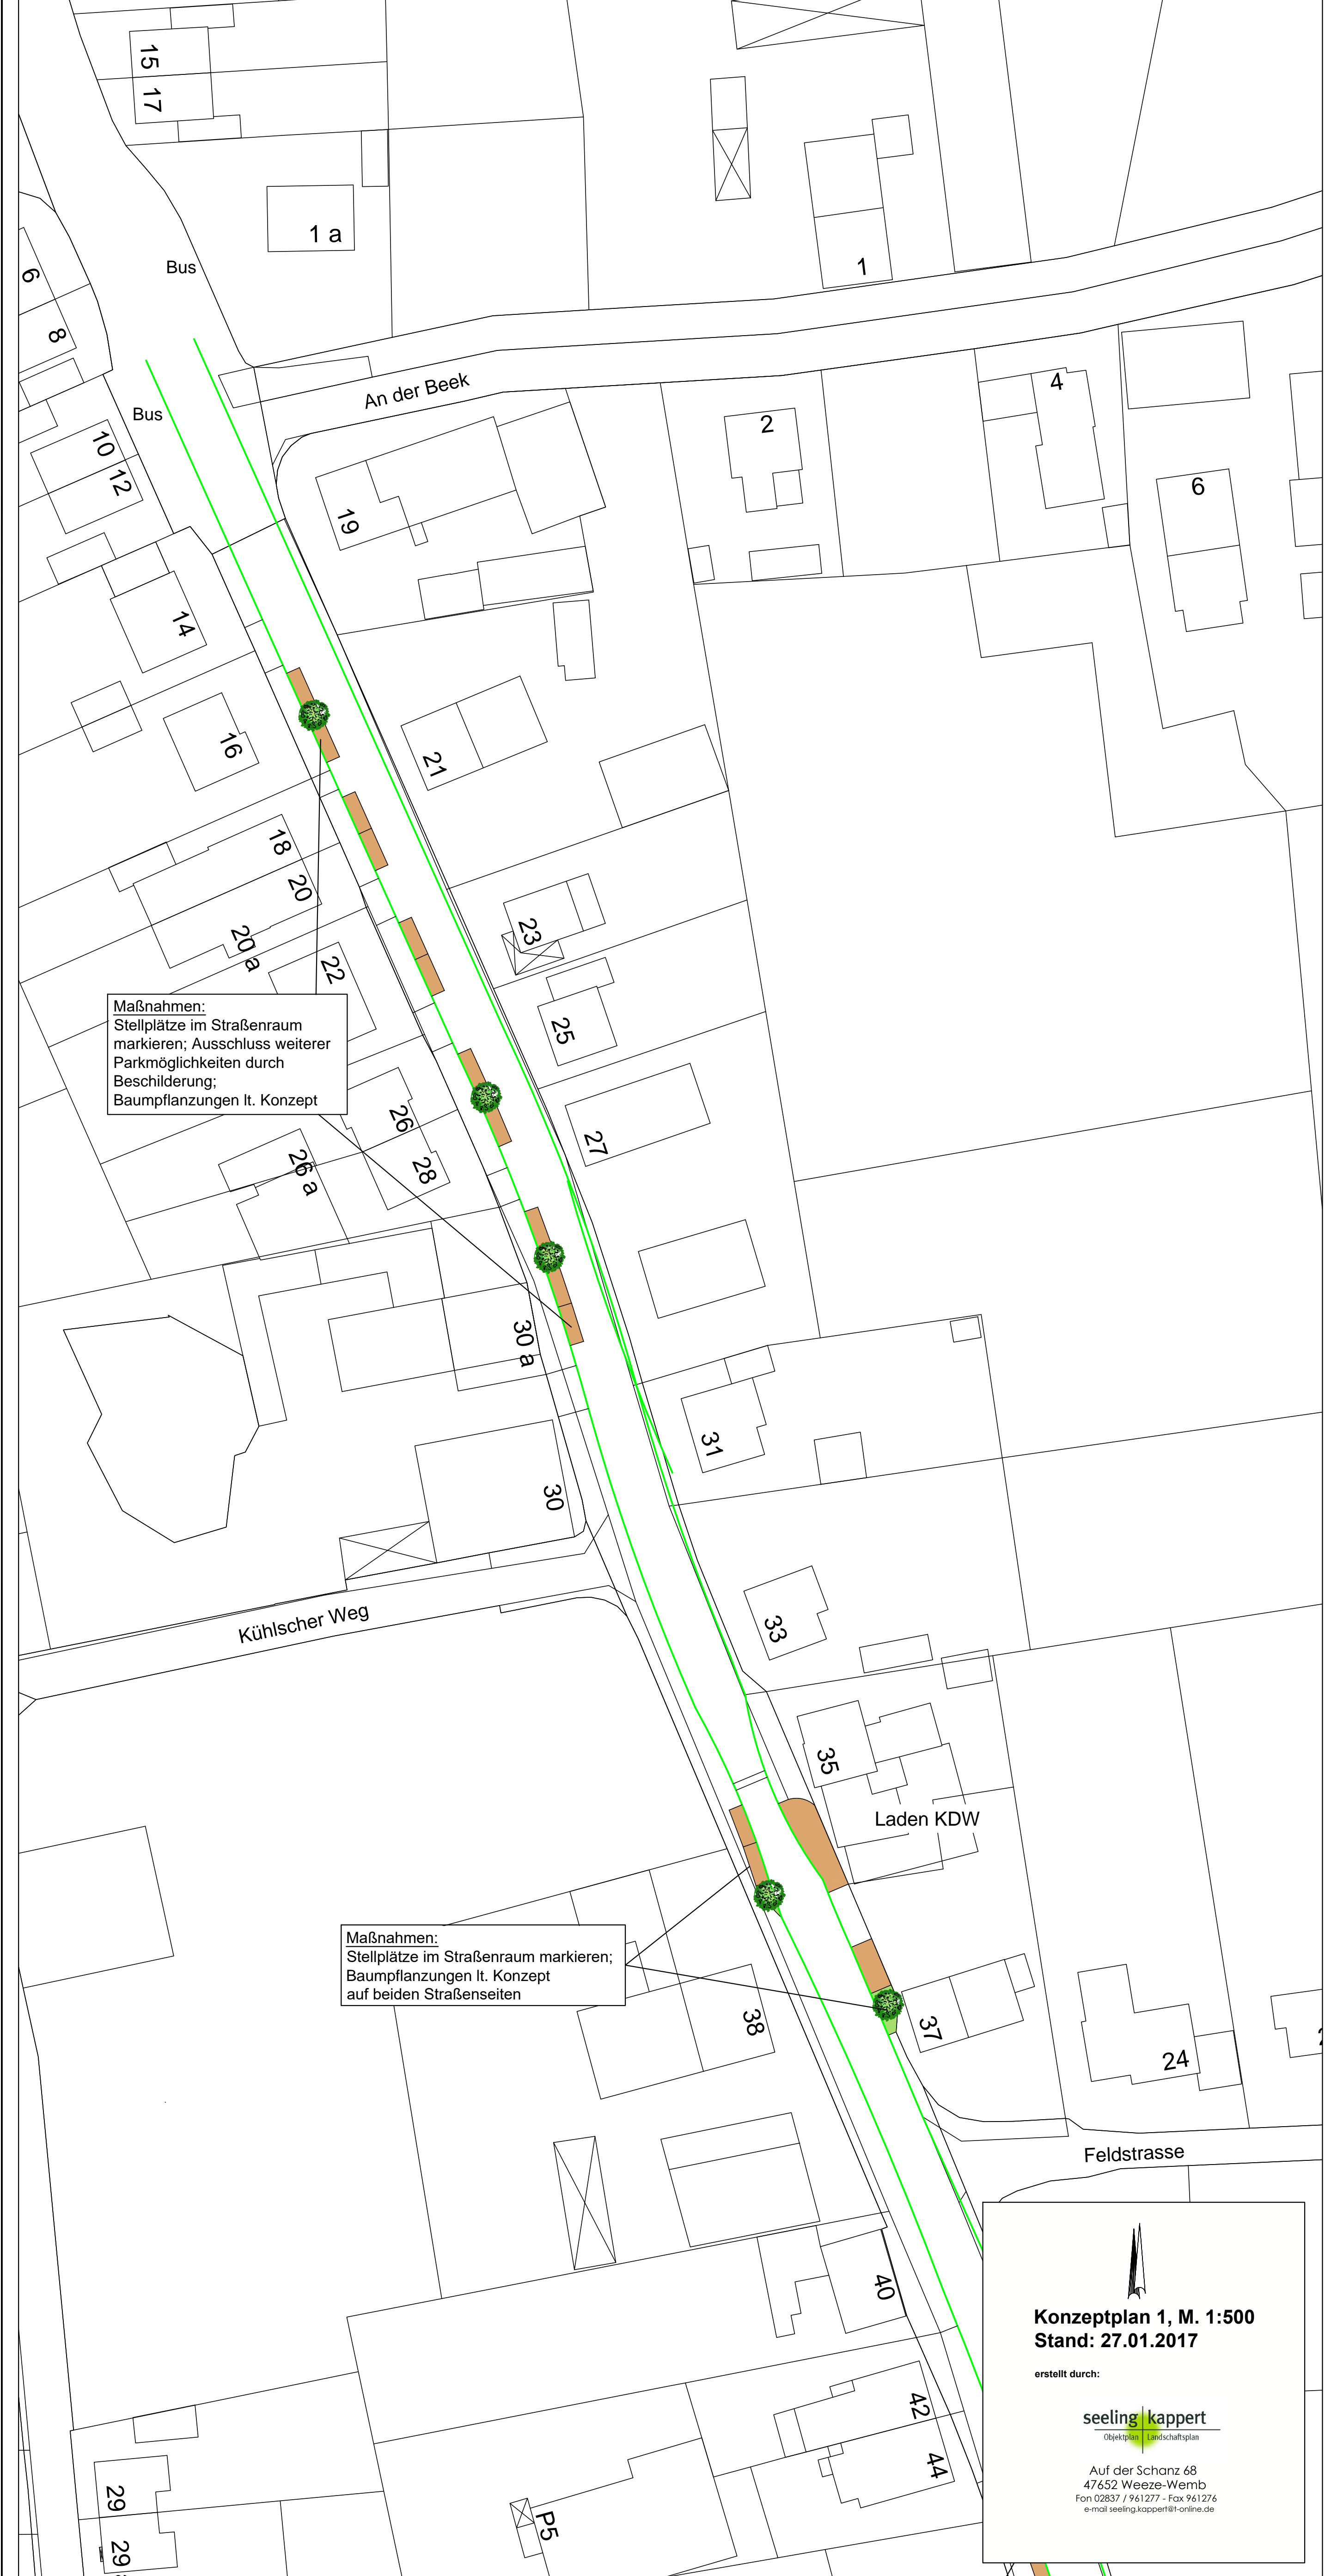 15
17
1 a
Bus
1
6
8
Bus
An der Beek
10
12
2
4
6
19
14
16
21
18
20
20 a
22
23
25
Maßnahmen:
Stellplätze im Straßenraum
markieren; Ausschluss weiterer
Parkmöglichkeiten durch
Beschilderung;
Baumpflanzungen lt. Konzept
26
28
26 a
27
30 a
31
30
Kühlscher Weg
33
35
Laden KDW
Maßnahmen:
Stellplätze im Straßenraum markieren;
Baumpflanzungen lt. Konzept
auf beiden Straßenseiten
38
37
24
Feldstrasse
40
42
44
29
29
P5
Konzeptplan 1, M. 1:500
Stand: 27.01.2017
erstellt durch:
seeling kappert
Objektplan Landschaftsplan
Auf der Schanz 68
47652 Weeze-Wemb
Fon 02837 / 961277 - Fax 961276
e-mail seeling.kappert@t-online.de